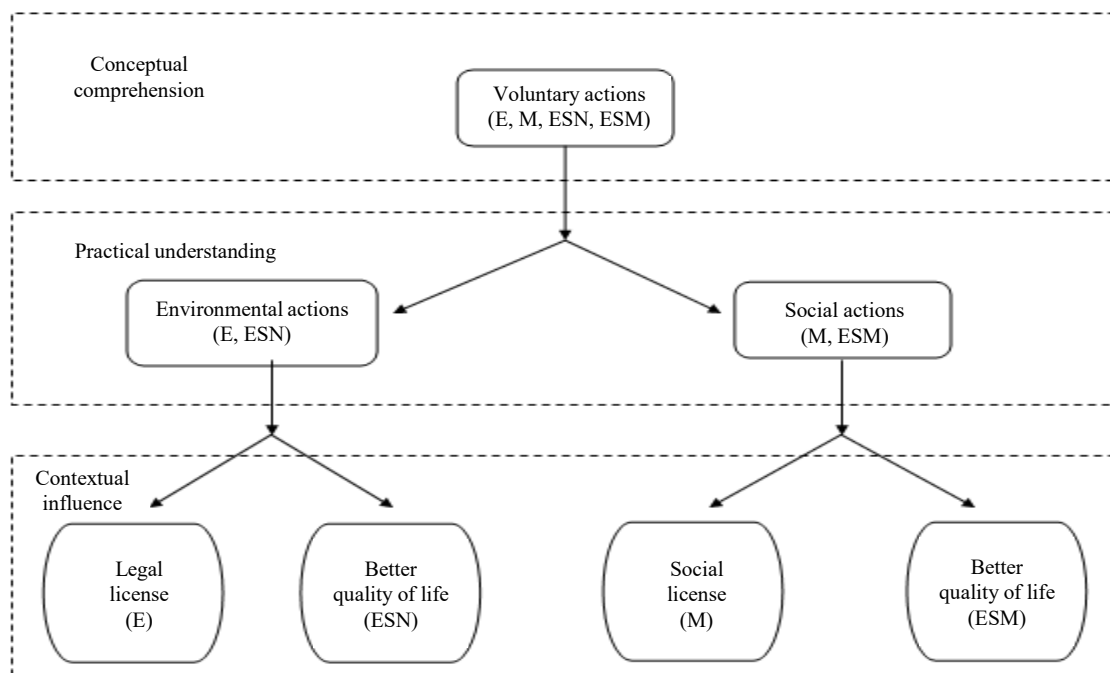 Conceptual
comprehension
Voluntary actions
(E, M, ESN, ESM)
Practical understanding
Environmental actions
(E, ESN)
Social actions
(M, ESM)
Contextual
influence
Legal
license
(E)
Better
quality of life
(ESN)
Social
license
(M)
Better
quality of life
(ESM)